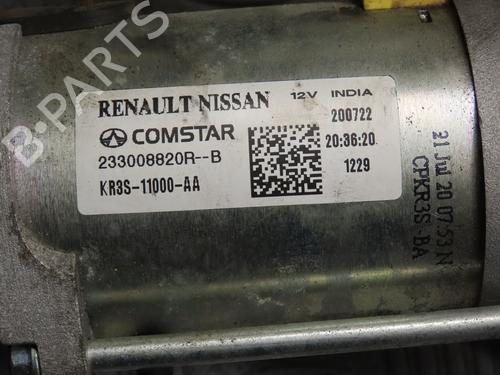 RENAULT NISSAN 12V INDIA
COMSTAR
200722
233008820R--B
20:36:20
KR3S-11000-AA
1229
21 Jul 20 07:53 N
CPKR3S-BA
B-PARTS